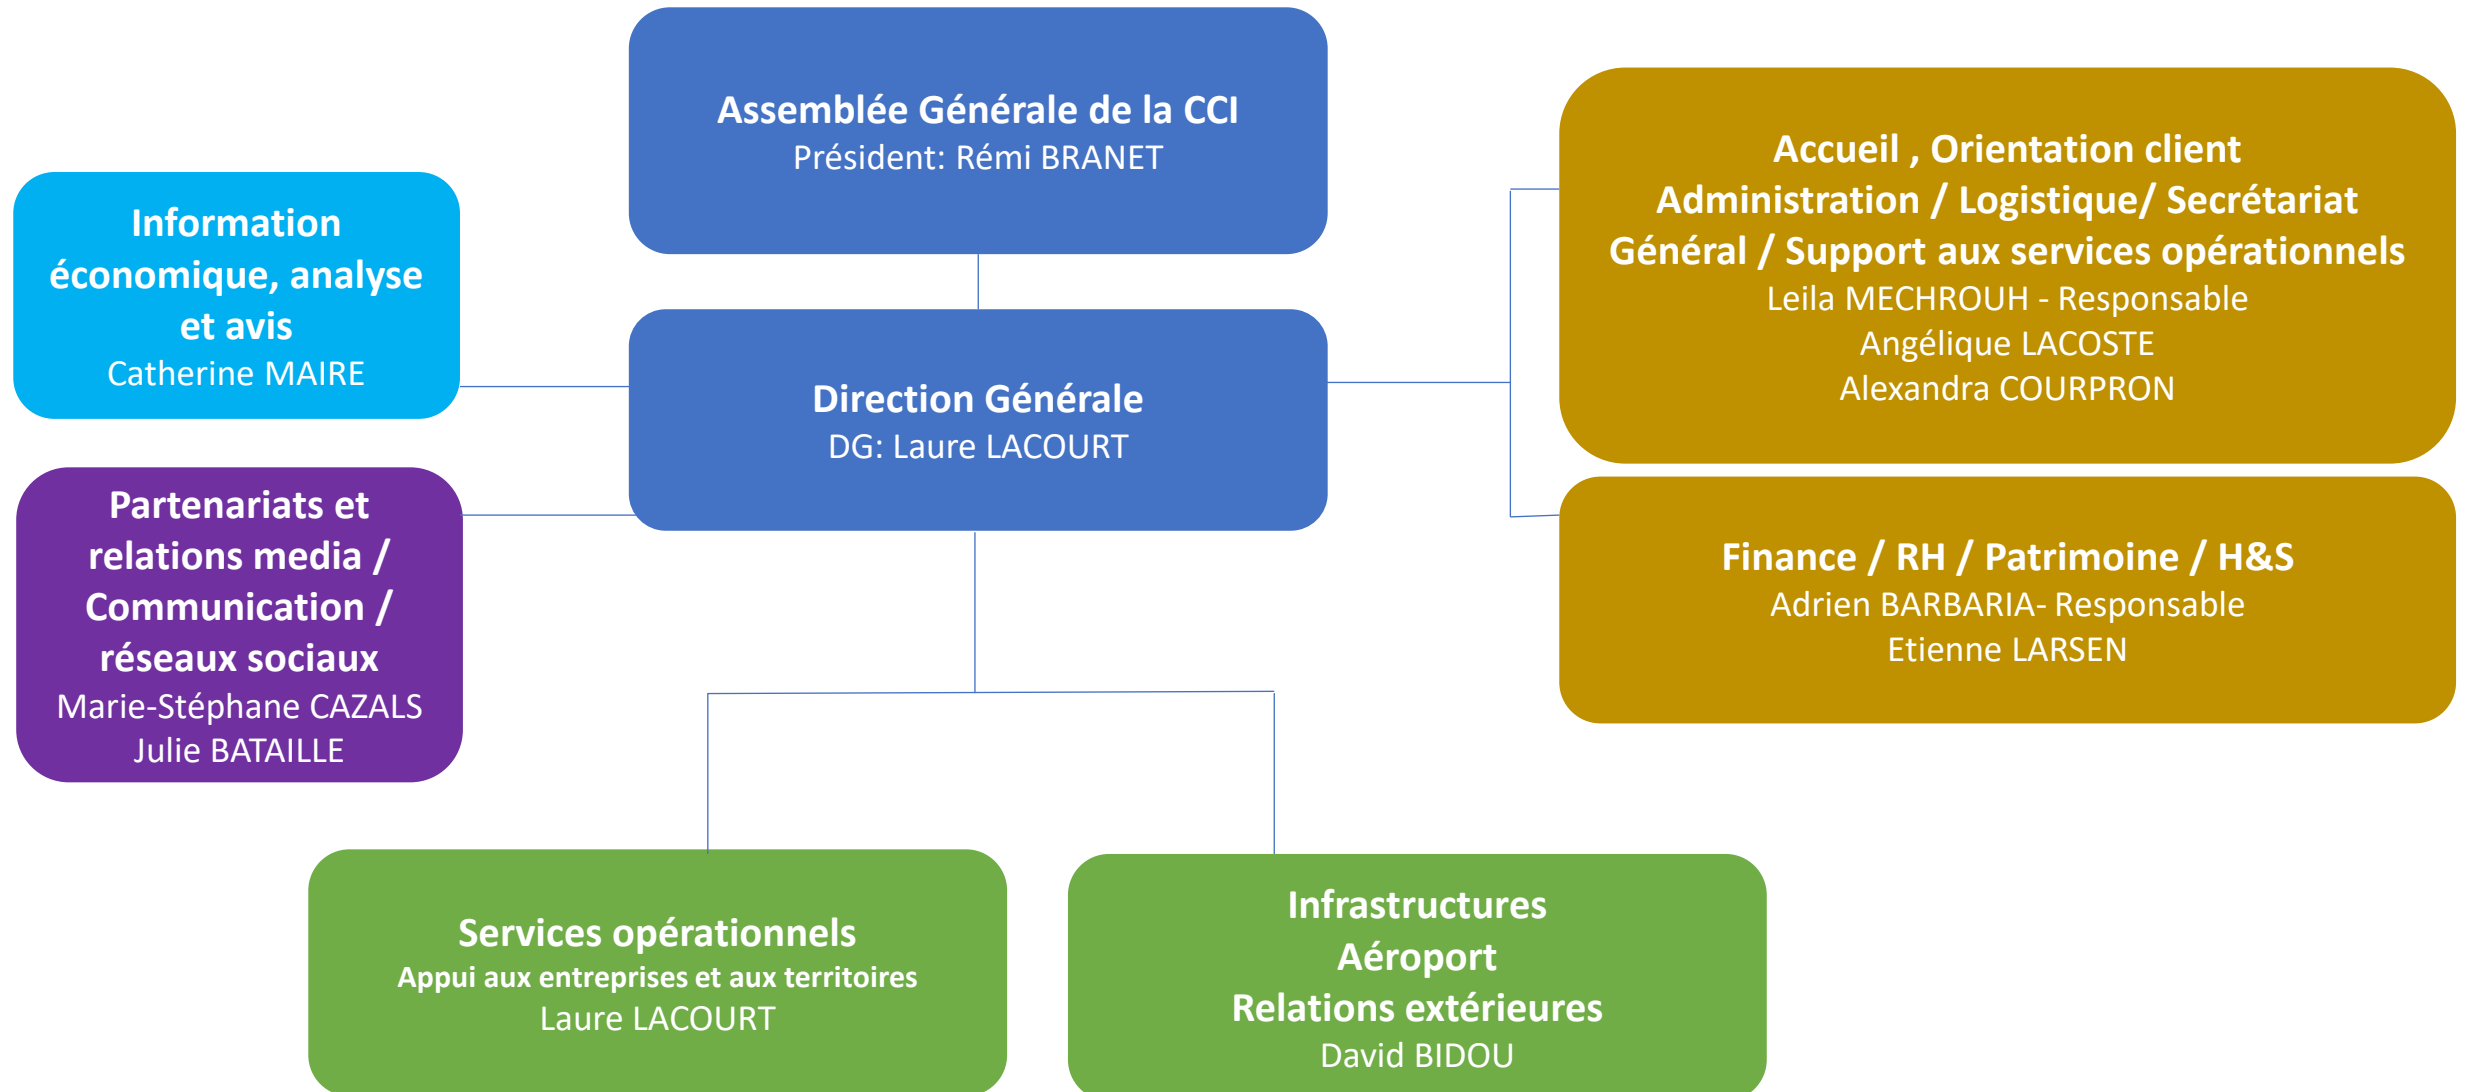 Assemblée Générale de la CCI
Président: Rémi BRANET
Information
économique, analyse
et avis
Catherine MAIRE
Accueil , Orientation client
Administration / Logistique/ Secrétariat
Général / Support aux services opérationnels
Leila MECHROUH - Responsable
Angélique LACOSTE
Alexandra COURPRON
Direction Générale
DG: Laure LACOURT
Partenariats et
relations media /
Communication /
réseaux sociaux
Marie-Stéphane CAZALS
Julie BATAILLE
Finance / RH / Patrimoine / H&S
Adrien BARBARIA- Responsable
Etienne LARSEN
Services opérationnels
Appui aux entreprises et aux territoires
Laure LACOURT
Infrastructures
Aéroport
Relations extérieures
David BIDOU